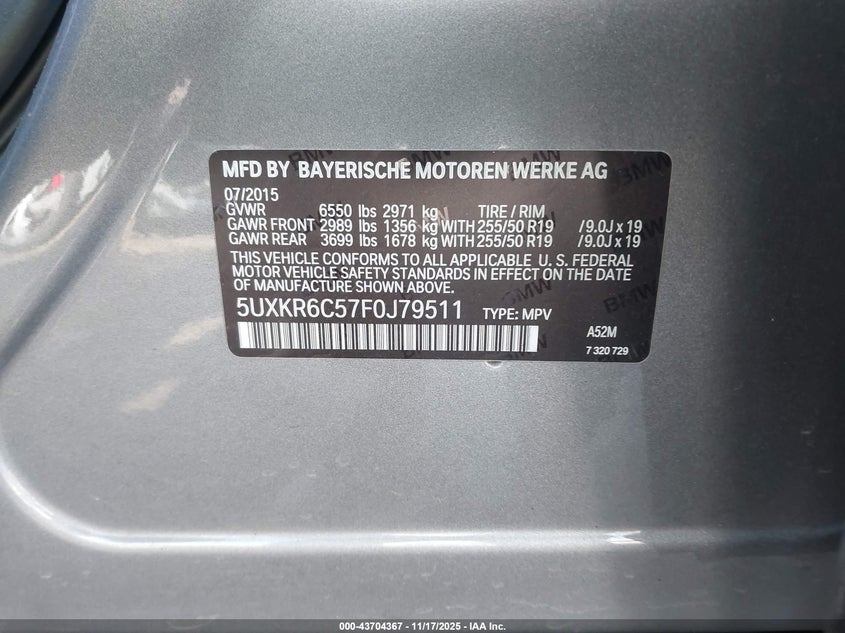 MFD BY BAYERISCHE MOTOREN WERKE AG
07/2015
GVWR 6550 lbs 2971 kg TIRE / RIM
GAWR FRONT 2989 lbs 1356 kg WITH 255/50 R19 /9.0J x 19
GAWR REAR 3699 lbs 1678 kg WITH 255/50 R19 /9.0J x 19
THIS VEHICLE CONFORMS TO ALL APPLICABLE U. S. FEDERAL
MOTOR VEHICLE SAFETY STANDARDS IN EFFECT ON THE DATE
OF MANUFACTURE SHOWN ABOVE.
5UXKR6C57F0J79511 TYPE: MPV
A52M
7 320 729
000-43704367 - 11/17/2025 - IAA Inc.